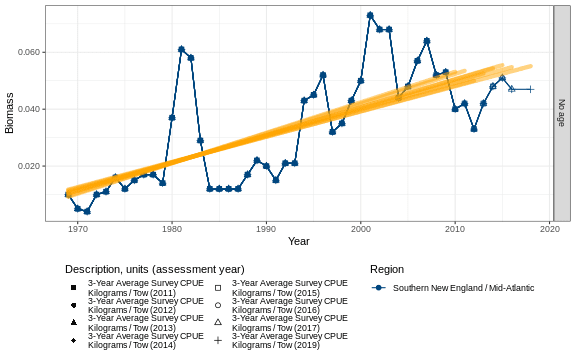 0.060
0.040
0.020
Biomass
No age
1970
1980
1990
2000
2010
2020
Year
Description, units (assessment year)
3-Year Average Survey CPUE
Kilograms / Tow (2011)
3-Year Average Survey CPUE
Kilograms / Tow (2012)
3-Year Average Survey CPUE
Kilograms / Tow (2013)
3-Year Average Survey CPUE
Kilograms / Tow (2014)
3-Year Average Survey CPUE
Kilograms / Tow (2015)
3-Year Average Survey CPUE
Kilograms / Tow (2016)
3-Year Average Survey CPUE
Kilograms / Tow (2017)
3-Year Average Survey CPUE
Kilograms / Tow (2019)
Region
Southern New England / Mid-Atlantic